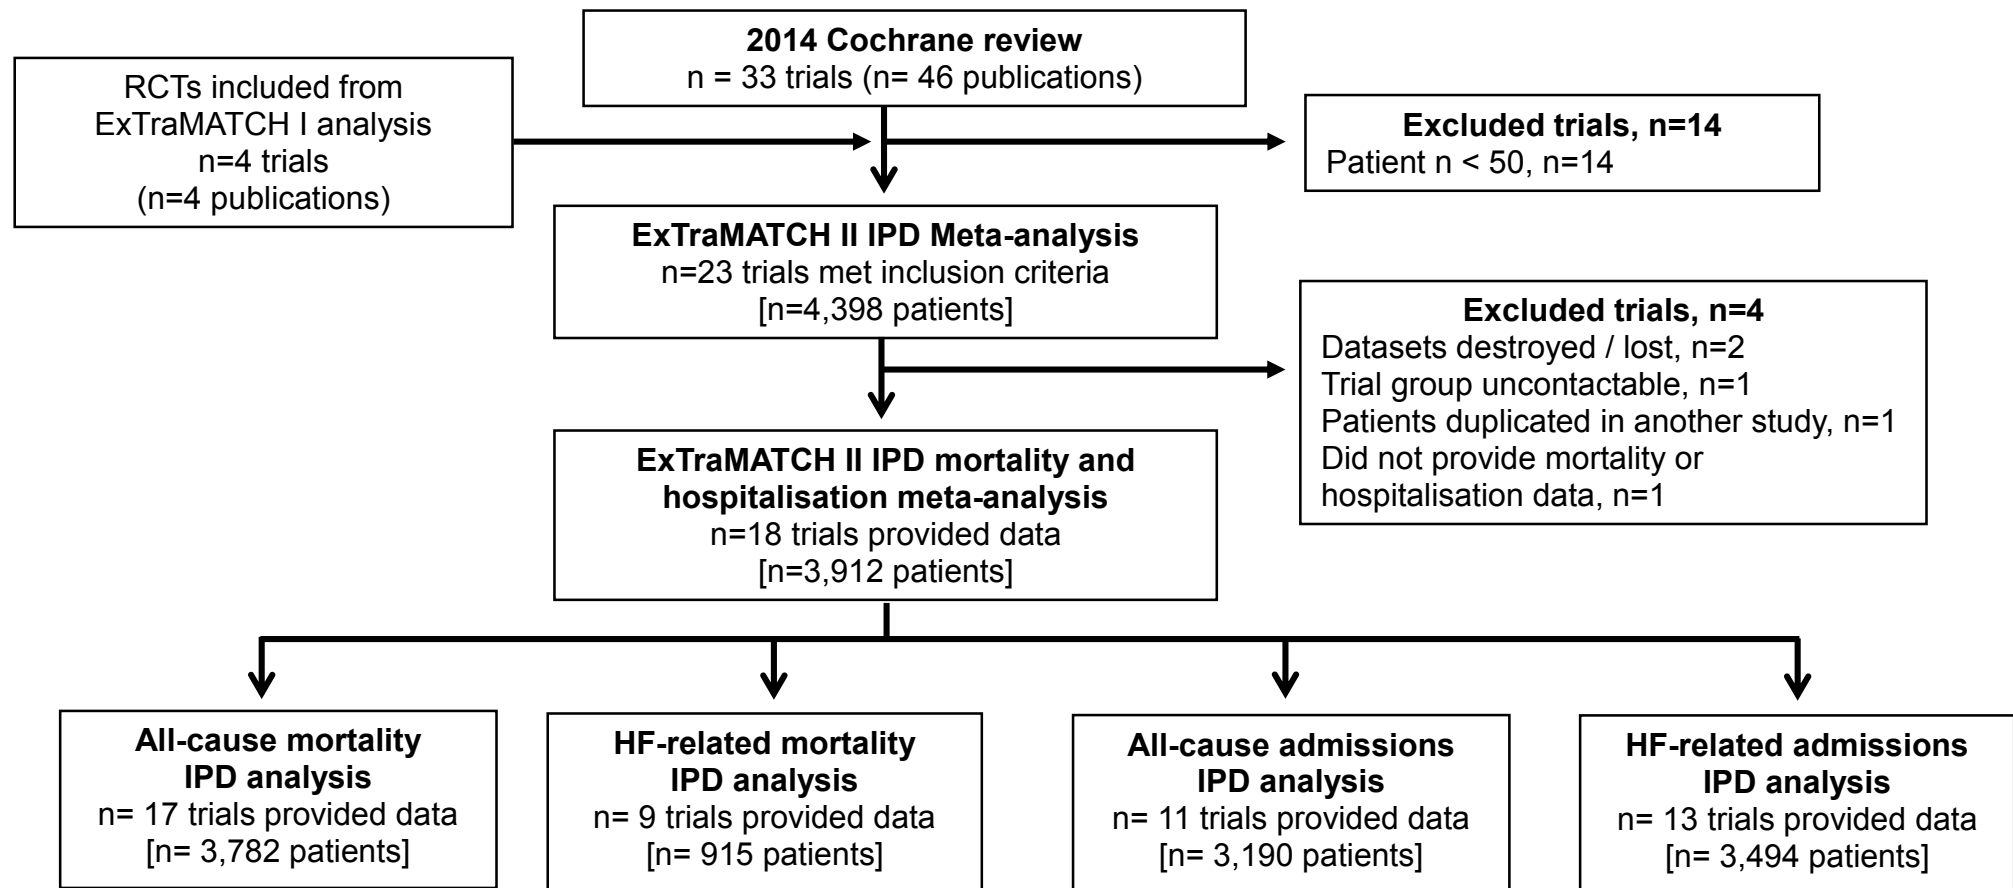 2014 Cochrane review
n = 33 trials (n= 46 publications)
RCTs included from
ExTraMATCH I analysis
n=4 trials
(n=4 publications)
Excluded trials, n=14
Patient n < 50, n=14
ExTraMATCH II IPD Meta-analysis
n=23 trials met inclusion criteria
[n=4,398 patients]
Excluded trials, n=4
Datasets destroyed / lost, n=2
Trial group uncontactable, n=1
Patients duplicated in another study, n=1
Did not provide mortality or
hospitalisation data, n=1
ExTraMATCH II IPD mortality and
hospitalisation meta-analysis
n=18 trials provided data
[n=3,912 patients]
All-cause mortality
IPD analysis
n= 17 trials provided data
[n= 3,782 patients]
HF-related mortality
IPD analysis
n= 9 trials provided data
[n= 915 patients]
All-cause admissions
IPD analysis
n= 11 trials provided data
[n= 3,190 patients]
HF-related admissions
IPD analysis
n= 13 trials provided data
[n= 3,494 patients]